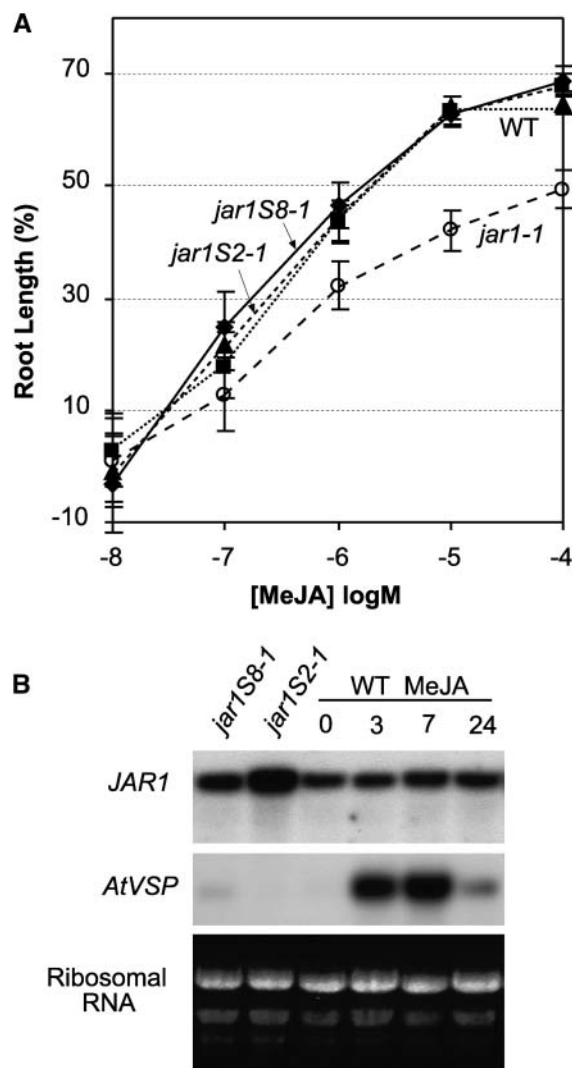 A
Root Length (%)
70
50
30
10
-10
WT
jar1S8-1
jar1S2-1
jar1-1
-8 -7 -6 -5 -4
[MeJA] logM
B
jar1S8-1
jar1S2-1
WT MeJA
0 3 7 24
JAR1
AtVSP
Ribosomal
RNA